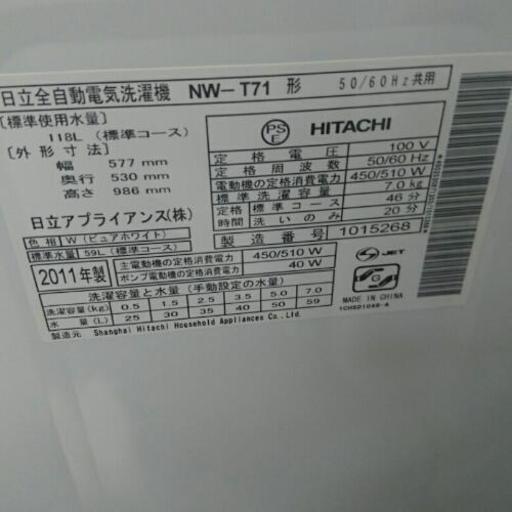 日立全自動電気洗濯機 NW-T71 形 50/60Hz共用
[標準使用水量]
118L (標準コース)
[外形寸法]
幅 577 mm
奥行 530 mm
高さ 986 mm
日立アプライアンス(株)
色相 W (ピュアホワイト)
標準水量 59L (標準コース)
PS E HITACHI
定格電圧 100 V
定格周波数 50/60 Hz
電動機の定格消費電力 450/510 W
標準洗濯容量 7.0 kg
定格時間 標準 46分
洗いのみ 20分
製造番号 1015268
2011年製
主電動機の定格消費電力 450/510 W
ポンプ電動機の定格消費電力 40 W
JET
洗濯容量と水量 (手動設定の水量)
洗濯容量(kg) 0.5 1.5 2.5 3.5 5.0 7.0
水量(L) 25 30 35 40 50 59
製造元 Shanghai Hitachi Household Appliances Co.,Ltd.
MADE IN CHINA